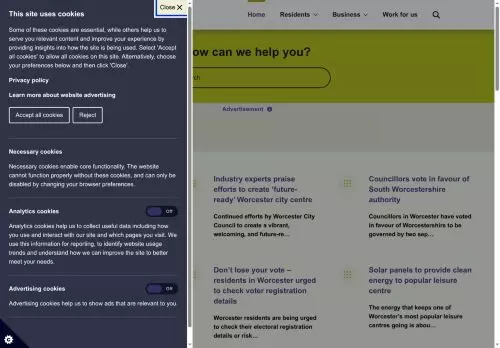 Close ✕
This site uses cookies
Some of these cookies are essential, while others help us to
serve you relevant content and improve your experience by
providing insights into how the site is being used. Select 'Accept
all cookies' to allow all cookies on this site. Alternatively, choose
your preferences below and then click 'Close'.
Privacy policy
Learn more about website advertising
Accept all cookies Reject
Necessary cookies
Necessary cookies enable core functionality. The website
cannot function properly without these cookies, and can only be
disabled by changing your browser preferences.
Analytics cookies Off
Analytics cookies help us to collect useful data including how
you use and interact with our site and which pages you visit. We
use this information for reporting, to identify website usage
trends and understand how we can improve the site to better
meet your needs.
Advertising cookies Off
Advertising cookies help us to show ads that are relevant to you.
Home Residents Business Work for us
ow can we help you?
rch
Advertisement
Industry experts praise
efforts to create 'future-
ready' Worcester city centre
Continued efforts by Worcester City
Council to create a vibrant,
welcoming, and future-re...
Councillors vote in favour of
South Worcestershire
authority
Councillors in Worcester have voted
in favour of Worcestershire to be
governed by two sep...
Don't lose your vote –
residents in Worcester urged
to check voter registration
details
Worcester residents are being urged
to check their electoral registration
details or risk...
Solar panels to provide clean
energy to popular leisure
centre
The energy that keeps one of
Worcester's most popular leisure
centres going is abou...